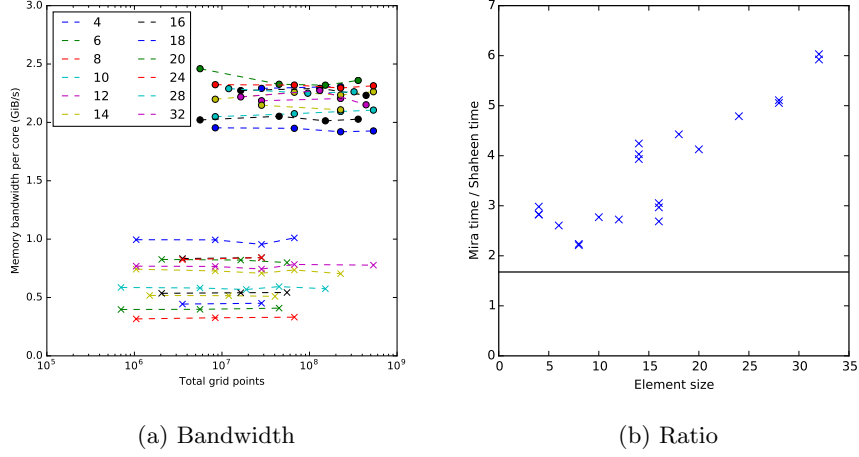 3.0
2.5
2.0
1.5
1.0
0.5
0.0
Memory bandwidth per core (GiB/s)
4 16
6 18
8 20
10 24
12 28
14 32
10^5 10^6 10^7 10^8 10^9
Total grid points
(a) Bandwidth
7
6
5
4
3
2
1
0
Mira time / Shaheen time
0 5 10 15 20 25 30 35
Element size
(b) Ratio